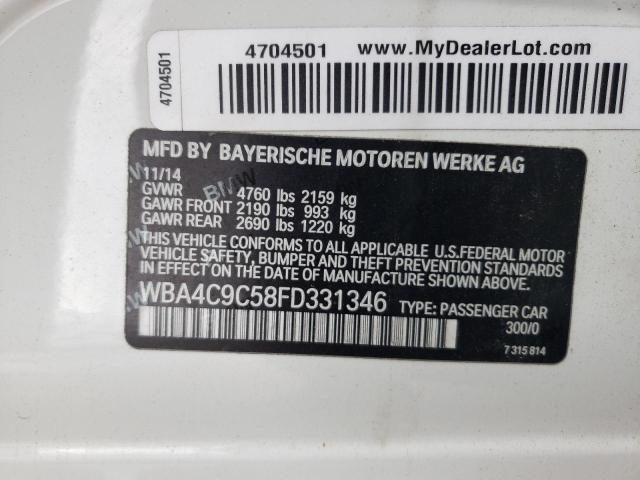 4704501
4704501 www.MyDealerLot.com
MFD BY BAYERISCHE MOTOREN WERKE AG
11/14
BMW
GVWR 4760 lbs 2159 kg
GAWR FRONT 2190 lbs 993 kg
GAWR REAR 2690 lbs 1220 kg
THIS VEHICLE CONFORMS TO ALL APPLICABLE U.S.FEDERAL MOTOR
VEHICLE SAFETY, BUMPER AND THEFT PREVENTION STANDARDS
IN EFFECT ON THE DATE OF MANUFACTURE SHOWN ABOVE.
WBA4C9C58FD331346 TYPE: PASSENGER CAR
300/0
7 315 814